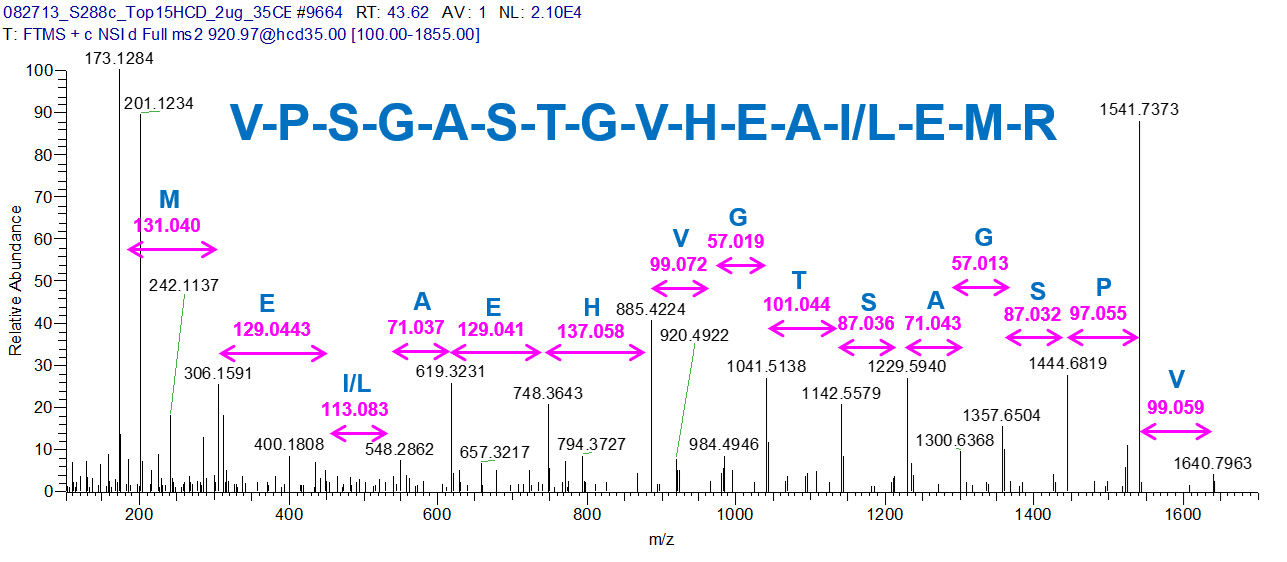 082713_S288c_Top15HCD_2ug_35CE #9664 RT: 43.62 AV: 1 NL: 2.10E4
T: FTMS + c NSI d Full ms2 920.97@hcd35.00 [100.00-1855.00]
173.1284
100
201.1234
1541.7373
V-P-S-G-A-S-T-G-V-H-E-A-I/L-E-M-R
90
80
70
M
131.040
G
57.019
V
99.072
G
57.013
60
Relative Abundance
50
242.1137
T
101.044
S
87.036
A
71.043
S
87.032
P
97.055
E
129.0443
A
71.037
E
129.041
H
137.058
885.4224
920.4922
40
30
306.1591
619.3231
748.3643
1041.5138
1142.5579
1229.5940
1444.6819
I/L
113.083
V
99.059
20
1357.6504
10
400.1808
548.2862
657.3217
794.3727
984.4946
1300.6368
1640.7963
0
200 400 600 800 1000 1200 1400 1600
m/z